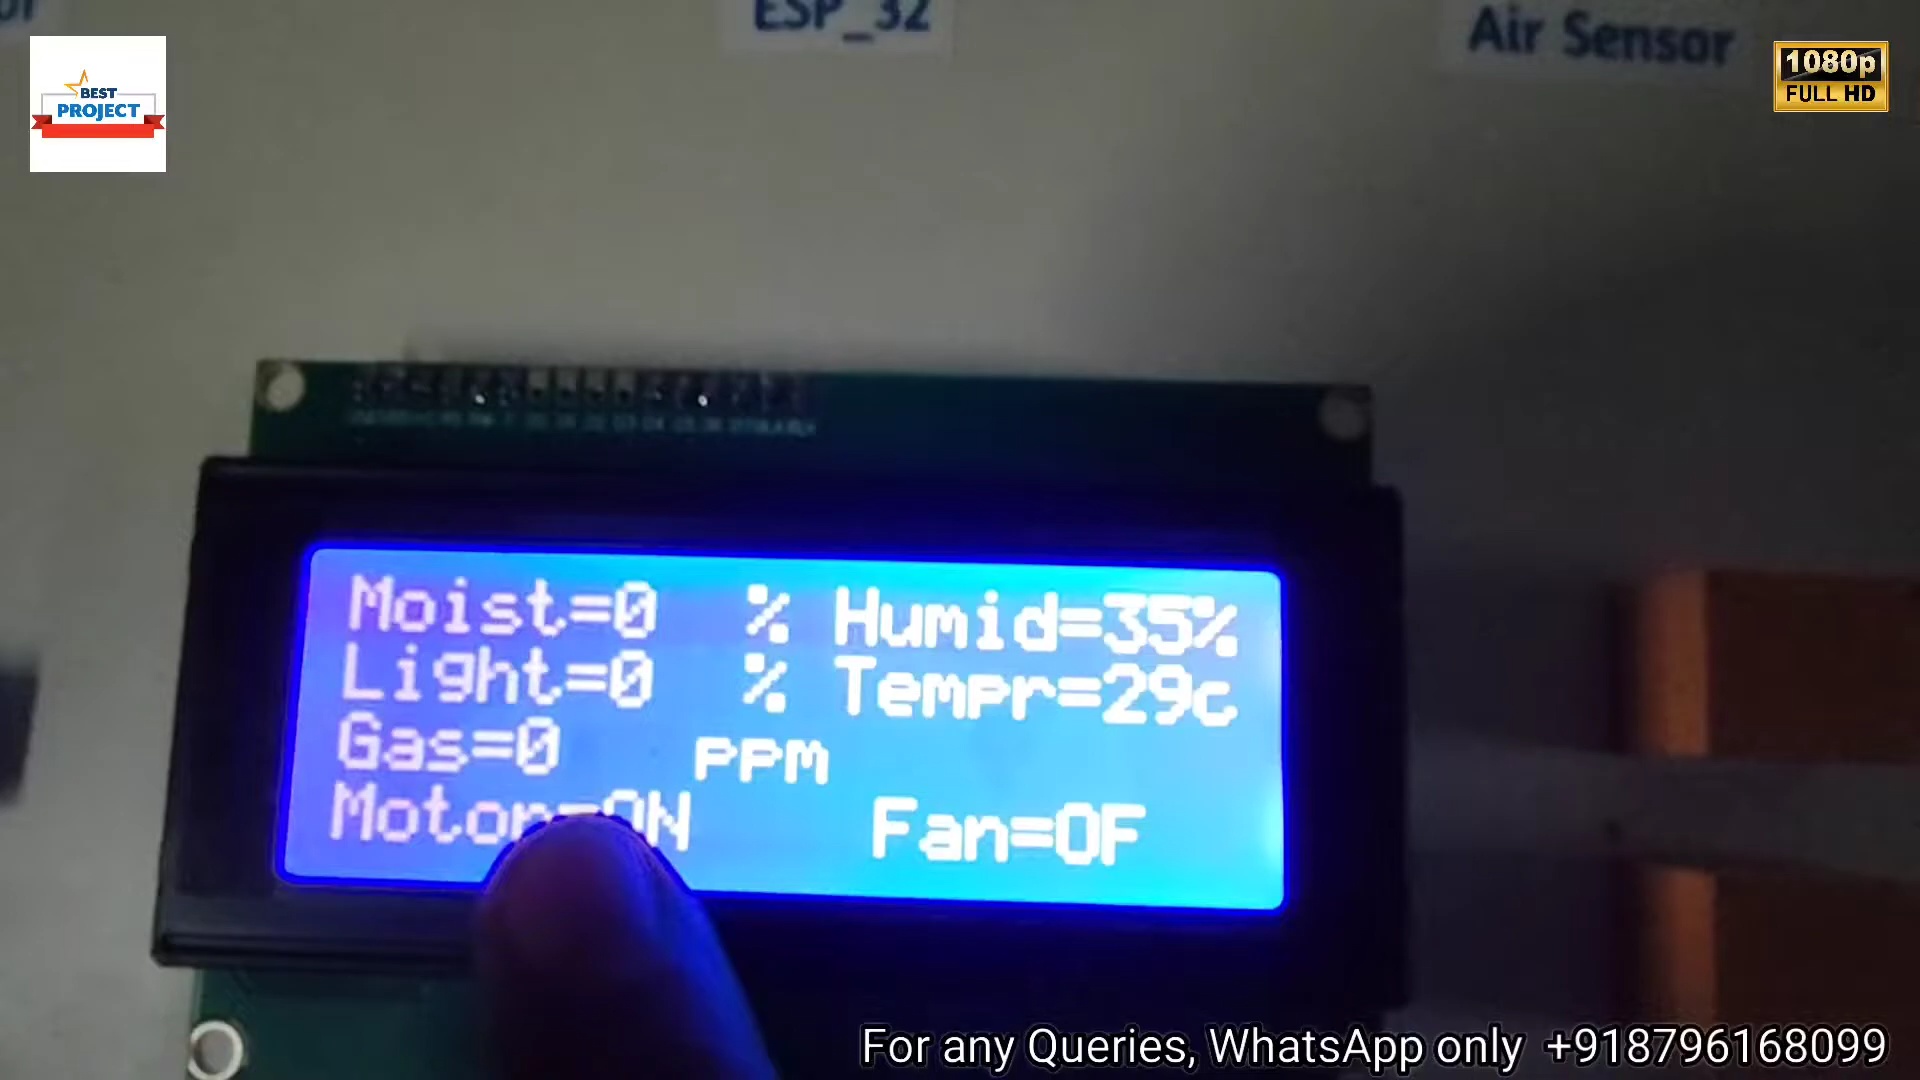 ESP_32
Air Sensor
BEST
PROJECT
1080p
FULL HD
Moist=0 % Humid=35%
Light=0 % Tempr=29c
Gas=0 ppm
Motor=ON Fan=OF
For any Queries, WhatsApp only +918796168099